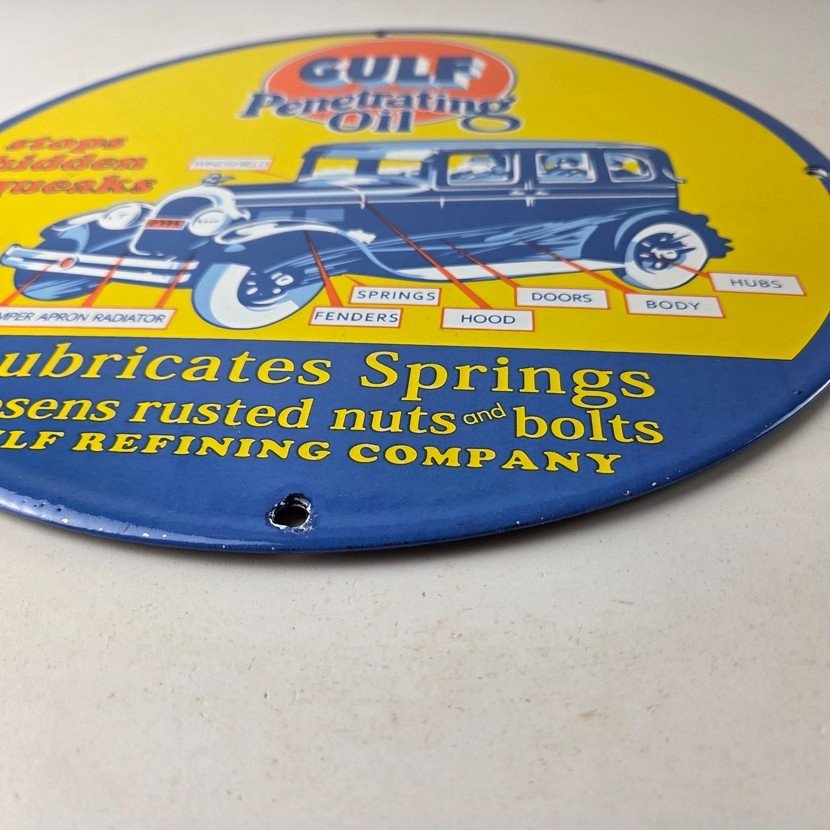 GULF
Penetrating
Oil
stops
hidden
squeaks
WINDSHIELD
HUBS
SPRINGS
DOORS
BODY
MPER APRON RADIATOR
FENDERS
HOOD
ubricates Springs
osens rusted nuts and bolts
ULF REFINING COMPANY